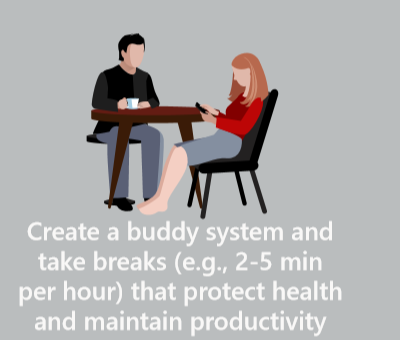 Create a buddy system and
take breaks (e.g., 2-5 min
per hour) that protect health
and maintain productivity